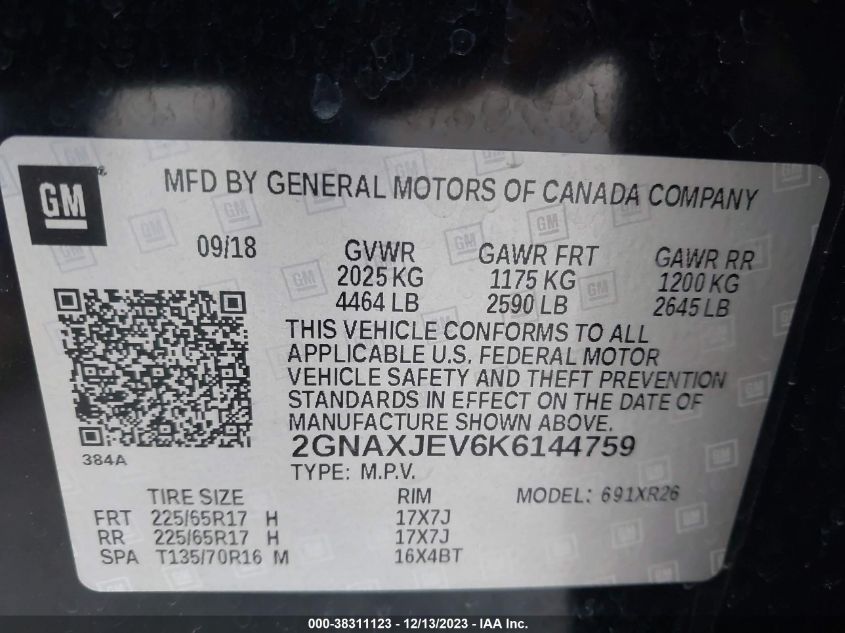 GM ®
MFD BY GENERAL MOTORS OF CANADA COMPANY
09/18 GVWR GAWR FRT GAWR RR
2025 KG 1175 KG 1200 KG
4464 LB 2590 LB 2645 LB
THIS VEHICLE CONFORMS TO ALL
APPLICABLE U.S. FEDERAL MOTOR
VEHICLE SAFETY AND THEFT PREVENTION
STANDARDS IN EFFECT ON THE DATE OF
MANUFACTURE SHOWN ABOVE.
384A
2GNAXJEV6K6144759
TYPE: M.P.V.
TIRE SIZE RIM MODEL: 691XR26
FRT 225/65R17 H 17X7J
RR 225/65R17 H 17X7J
SPA T135/70R16 M 16X4BT
000-38311123 - 12/13/2023 - IAA Inc.